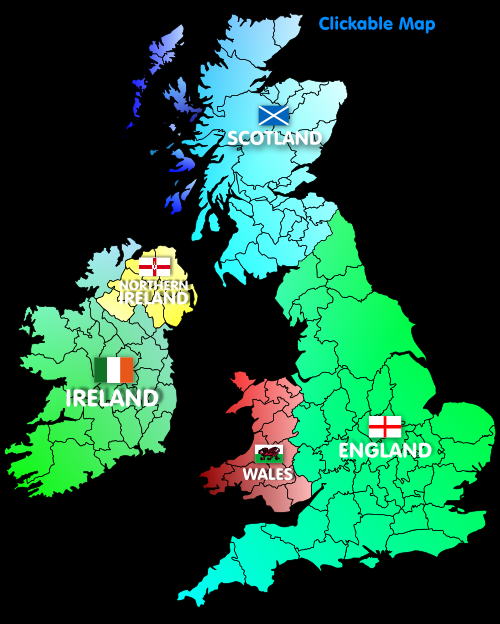 Clickable Map
SCOTLAND
NORTHERN
IRELAND
IRELAND
ENGLAND
WALES